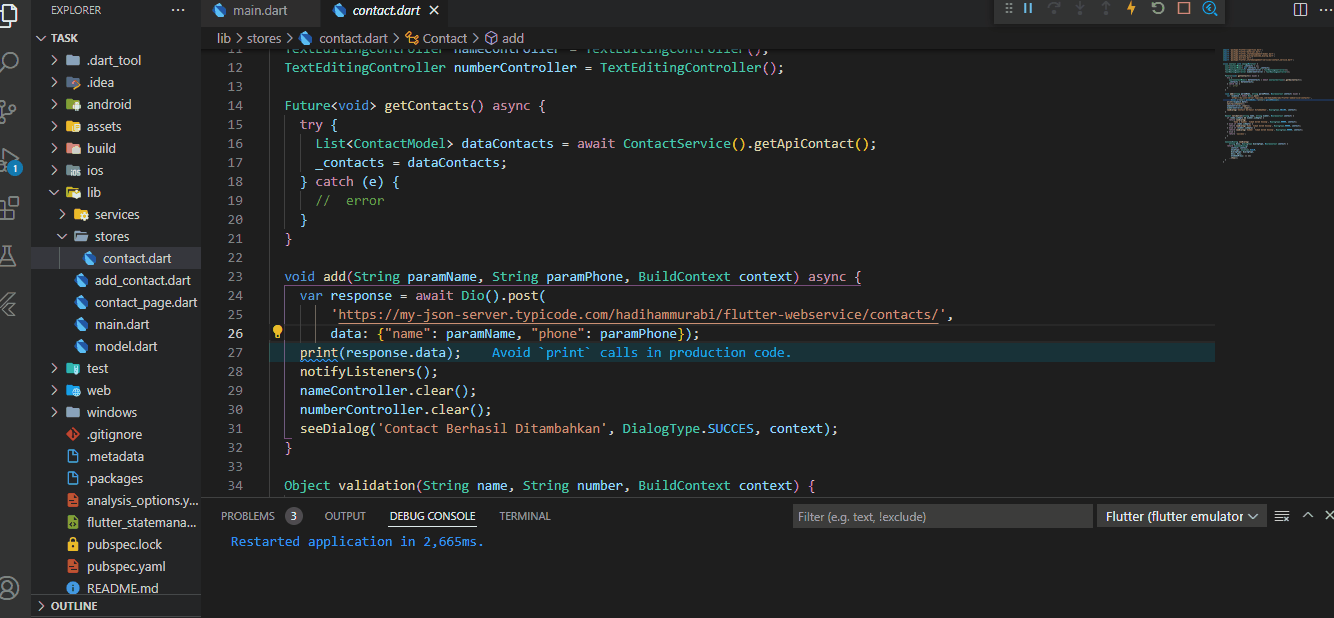 EXPLORER
TASK
.dart_tool
.idea
android
assets
build
ios
lib
services
stores
contact.dart
add_contact.dart
contact_page.dart
main.dart
model.dart
test
web
windows
.gitignore
.metadata
.packages
analysis_options.y...
flutter_statemana...
pubspec.lock
pubspec.yaml
README.md
OUTLINE
1
main.dart
contact.dart
lib > stores > contact.dart > Contact > add
11 TextEditingController nameController = TextEditingController();
12 TextEditingController numberController = TextEditingController();
13
14 Future<void> getContacts() async {
15 try {
16 List<ContactModel> dataContacts = await ContactService().getApiContact();
17 _contacts = dataContacts;
18 } catch (e) {
19 // error
20 }
21 }
22
23 void add(String paramName, String paramPhone, BuildContext context) async {
24 var response = await Dio().post(
25 'https://my-json-server.typicode.com/hadihammurabi/flutter-webservice/contacts/',
26 data: {"name": paramName, "phone": paramPhone});
27 print(response.data); Avoid `print` calls in production code.
28 notifyListeners();
29 nameController.clear();
30 numberController.clear();
31 seeDialog('Contact Berhasil Ditambahkan', DialogType.SUCCES, context);
32 }
33
34 Object validation(String name, String number, BuildContext context) {
PROBLEMS 3 OUTPUT DEBUG CONSOLE TERMINAL
Filter (e.g. text, !exclude)
Flutter (flutter emulator
Restarted application in 2,665ms.